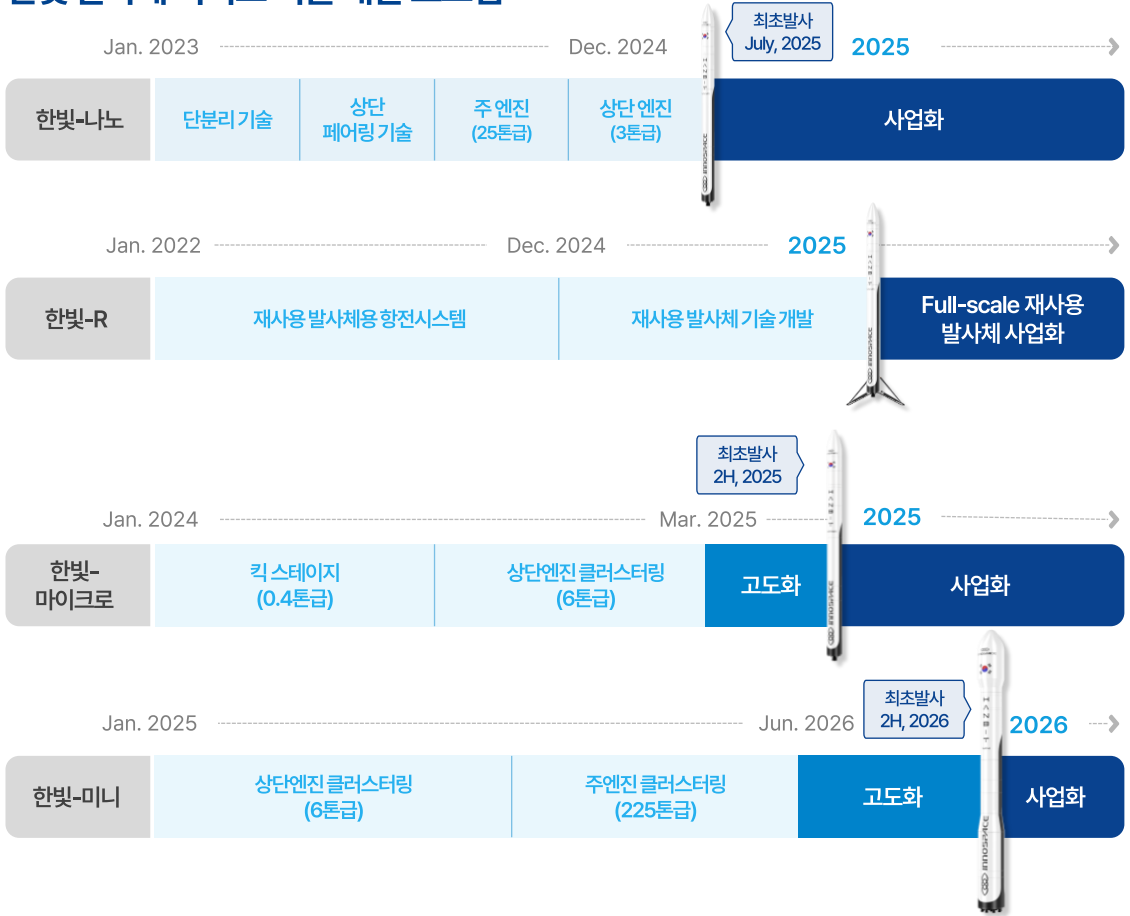 최초발사
July, 2025
Jan. 2023
Dec. 2024
2025
한빛-나노
단분리 기술
상단
페어링 기술
주 엔진
(25톤급)
상단 엔진
(3톤급)
사업화
HANBIT
INNOSPACE
Jan. 2022
Dec. 2024
2025
한빛-R
재사용 발사체용 항전시스템
재사용 발사체 기술 개발
Full-scale 재사용
발사체 사업화
INNOSPACE
최초발사
2H, 2025
Jan. 2024
Mar. 2025
2025
한빛-
마이크로
킥 스테이지
(0.4톤급)
상단엔진 클러스터링
(6톤급)
고도화
사업화
HANBIT
INNOSPACE
최초발사
2H, 2026
Jan. 2025
Jun. 2026
2026
한빛-미니
상단엔진 클러스터링
(6톤급)
주엔진 클러스터링
(225톤급)
고도화
사업화
HANBIT
INNOSPACE